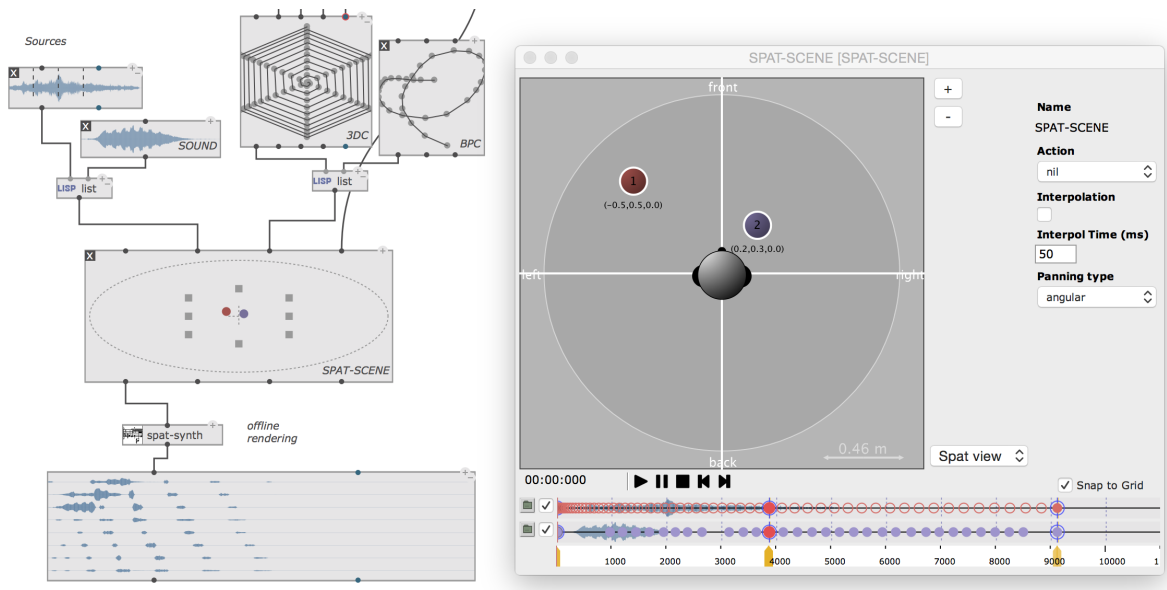 Sources
X
X
SOUND
LISP list
3DC
X
BPC
LISP list
X
SPAT-SCENE
spat-synth
offline
rendering
SPAT-SCENE [SPAT-SCENE]
front
1
(-0.5,0.5,0.0)
2
(0.2,0.3,0.0)
left
right
0.46 m
back
+
-
Name
SPAT-SCENE
Action
nil
Interpolation
Interpol Time (ms)
50
Panning type
angular
Spat view
00:00:000
Snap to Grid
1000 2000 3000 4000 5000 6000 7000 8000 9000 10000 1